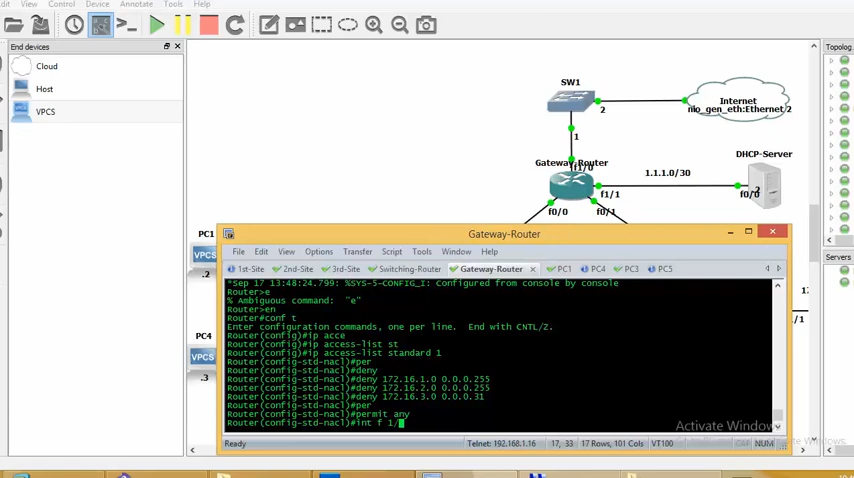 dit View Control Device Annotate Tools Help
End devices
Cloud
Host
VPCS
Topolog
SW1
2
Internet
nio_gen_eth:Ethernet 2
1
DHCP-Server
Gateway-Router
f1/0
1.1.1.0/30
f1/1
f0/0
f0/0
f0/1
Servers
PC1
VPCS
.2
PC4
VPCS
.3
Gateway-Router
File Edit View Options Transfer Script Tools Window Help
1st-Site 2nd-Site 3rd-Site Switching-Router Gateway-Router PC1 PC4 PC3 PC5
*Sep 17 13:48:24.799: %SYS-5-CONFIG_I: Configured from console by console
Router>e
% Ambiguous command: "e"
Router>en
Router#conf t
Enter configuration commands, one per line. End with CNTL/Z.
Router(config)#ip acce
Router(config)#ip access-list st
Router(config)#ip access-list standard 1
Router(config-std-nacl)#per
Router(config-std-nacl)#deny
Router(config-std-nacl)#deny 172.16.1.0 0.0.0.255
Router(config-std-nacl)#deny 172.16.2.0 0.0.0.255
Router(config-std-nacl)#deny 172.16.3.0 0.0.0.31
Router(config-std-nacl)#per
Router(config-std-nacl)#permit any
Router(config-std-nacl)#int f 1/
Ready Telnet: 192.168.1.16 17, 33 17 Rows, 101 Cols VT100 CAP NUM
Activate Windows